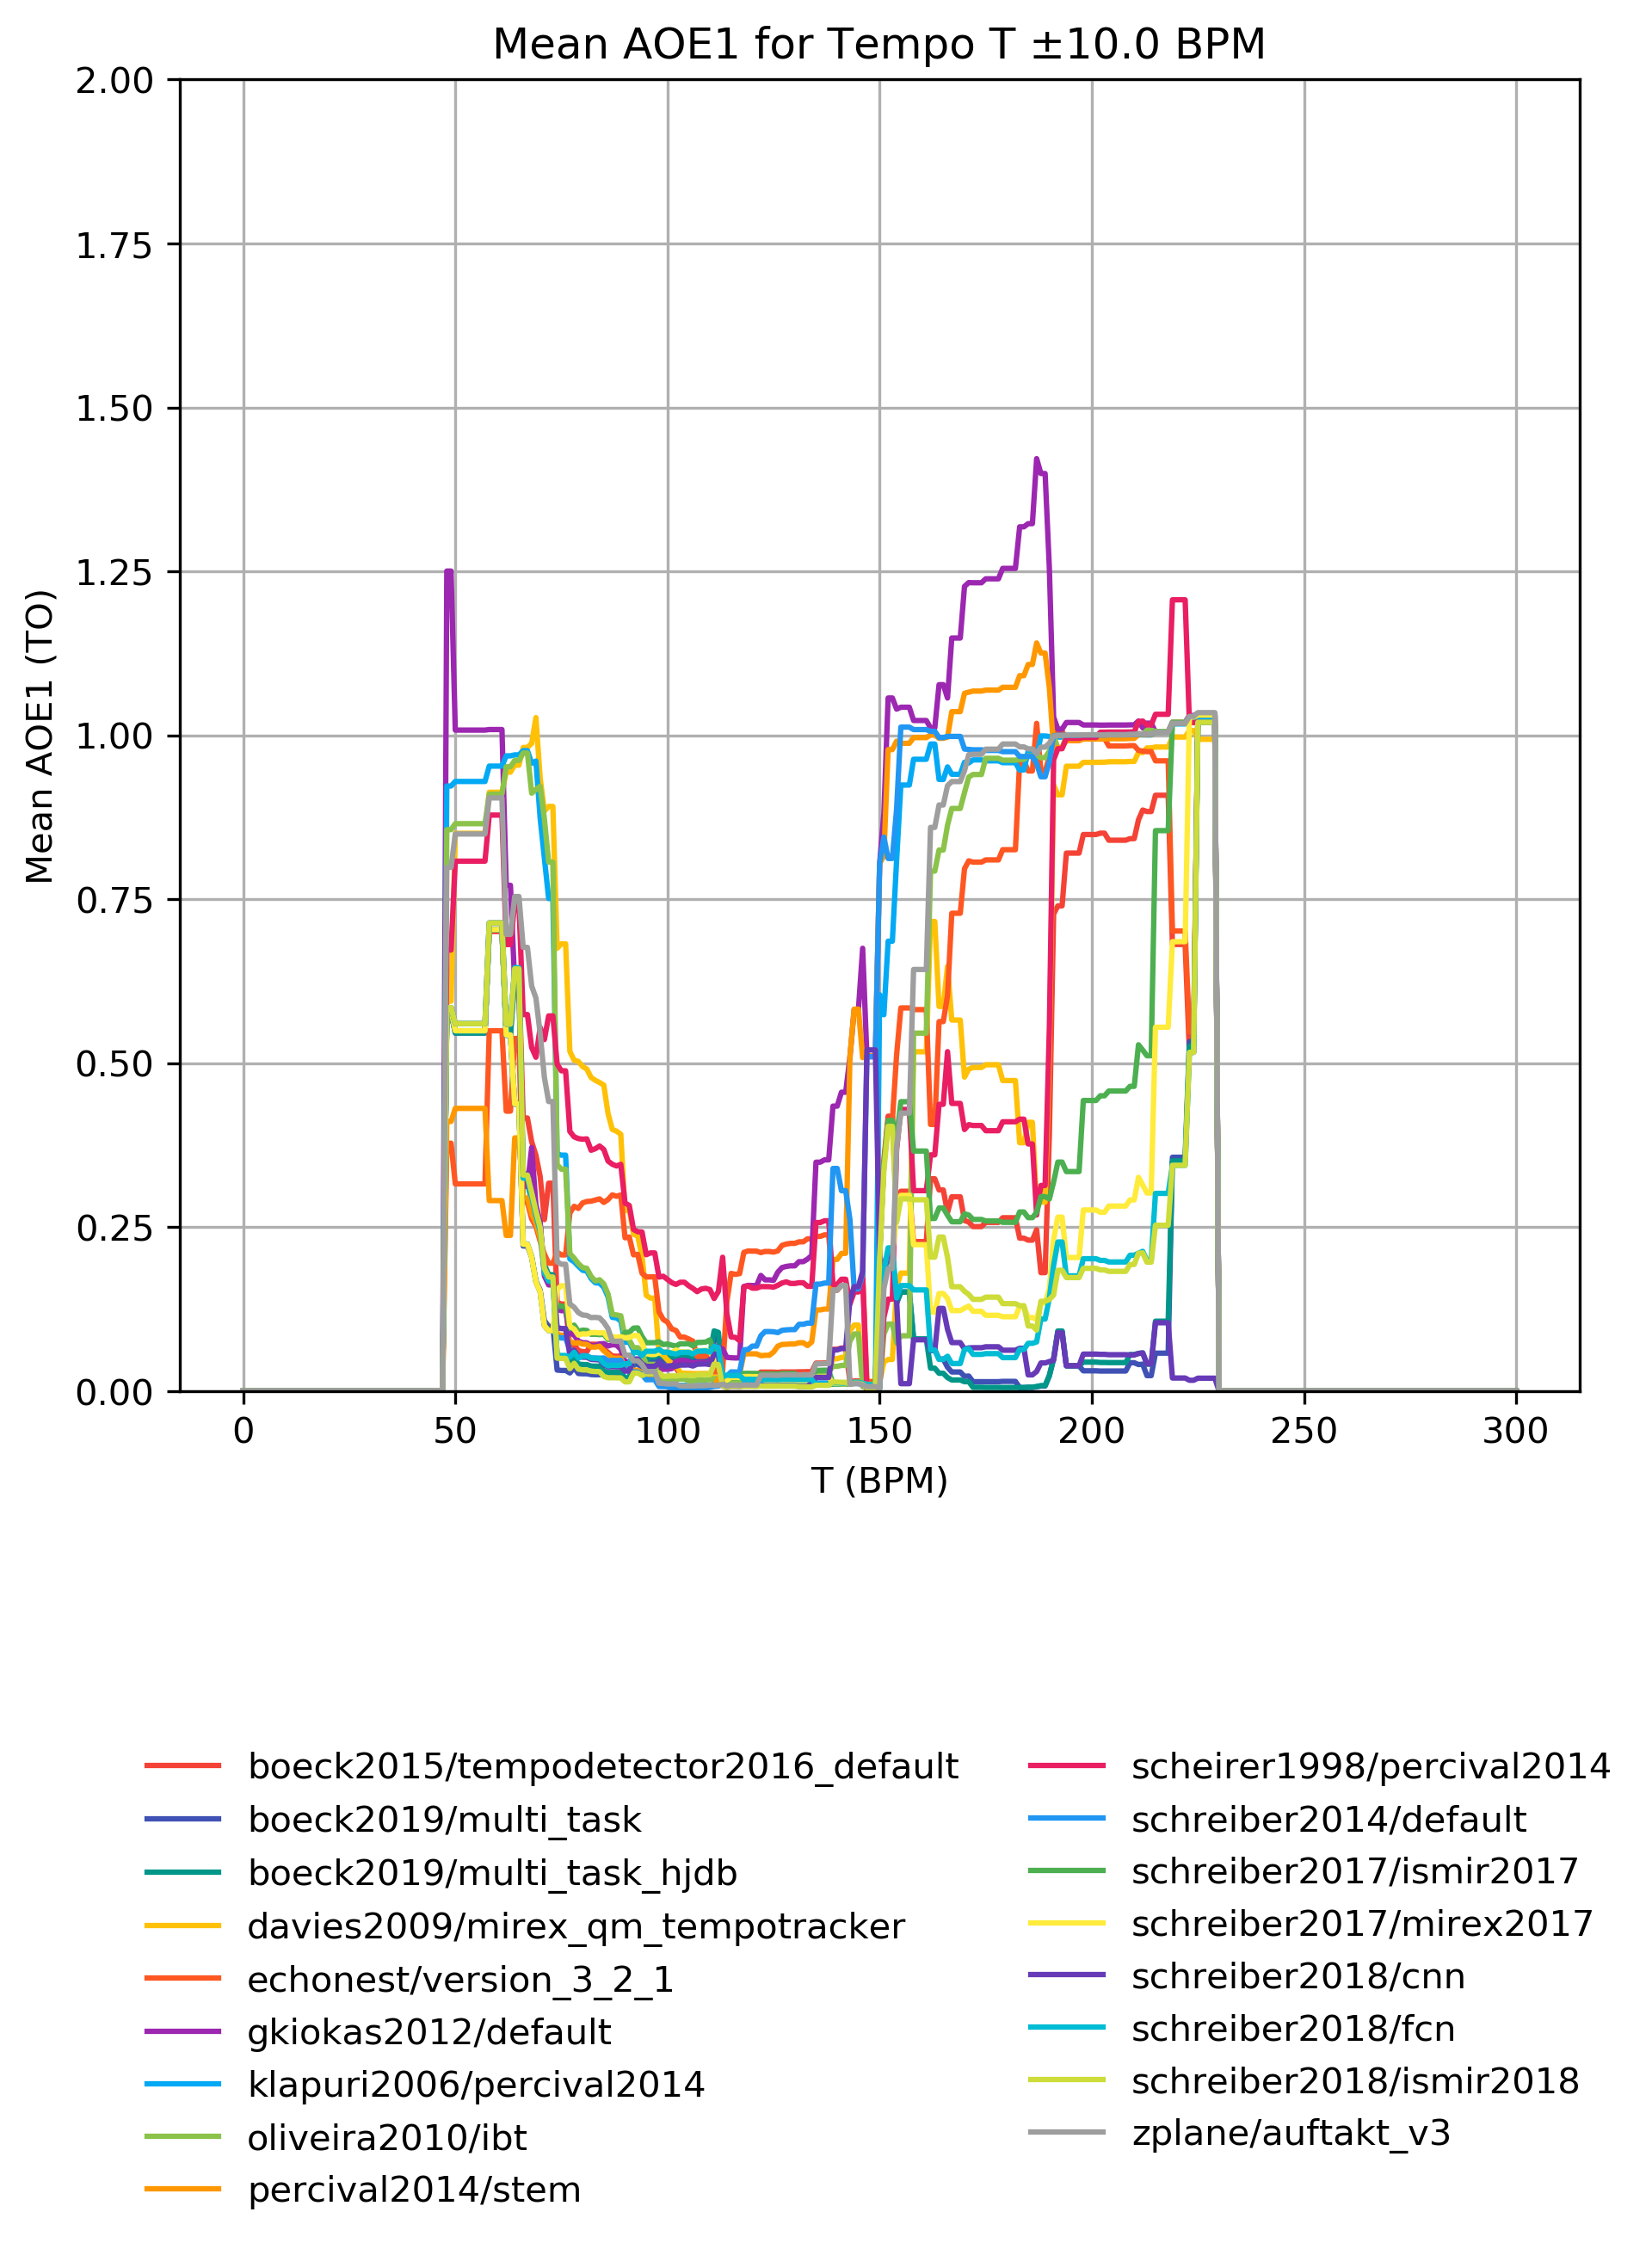 Mean AOE1 for Tempo T ±10.0 BPM
2.00
1.75
1.50
1.25
1.00
0.75
0.50
0.25
0.00
Mean AOE1 (TO)
0 50 100 150 200 250 300
T (BPM)
boeck2015/tempodetector2016_default
boeck2019/multi_task
boeck2019/multi_task_hjdb
davies2009/mirex_qm_tempotracker
echonest/version_3_2_1
gkiokas2012/default
klapuri2006/percival2014
oliveira2010/ibt
percival2014/stem
scheirer1998/percival2014
schreiber2014/default
schreiber2017/ismir2017
schreiber2017/mirex2017
schreiber2018/cnn
schreiber2018/fcn
schreiber2018/ismir2018
zplane/auftakt_v3